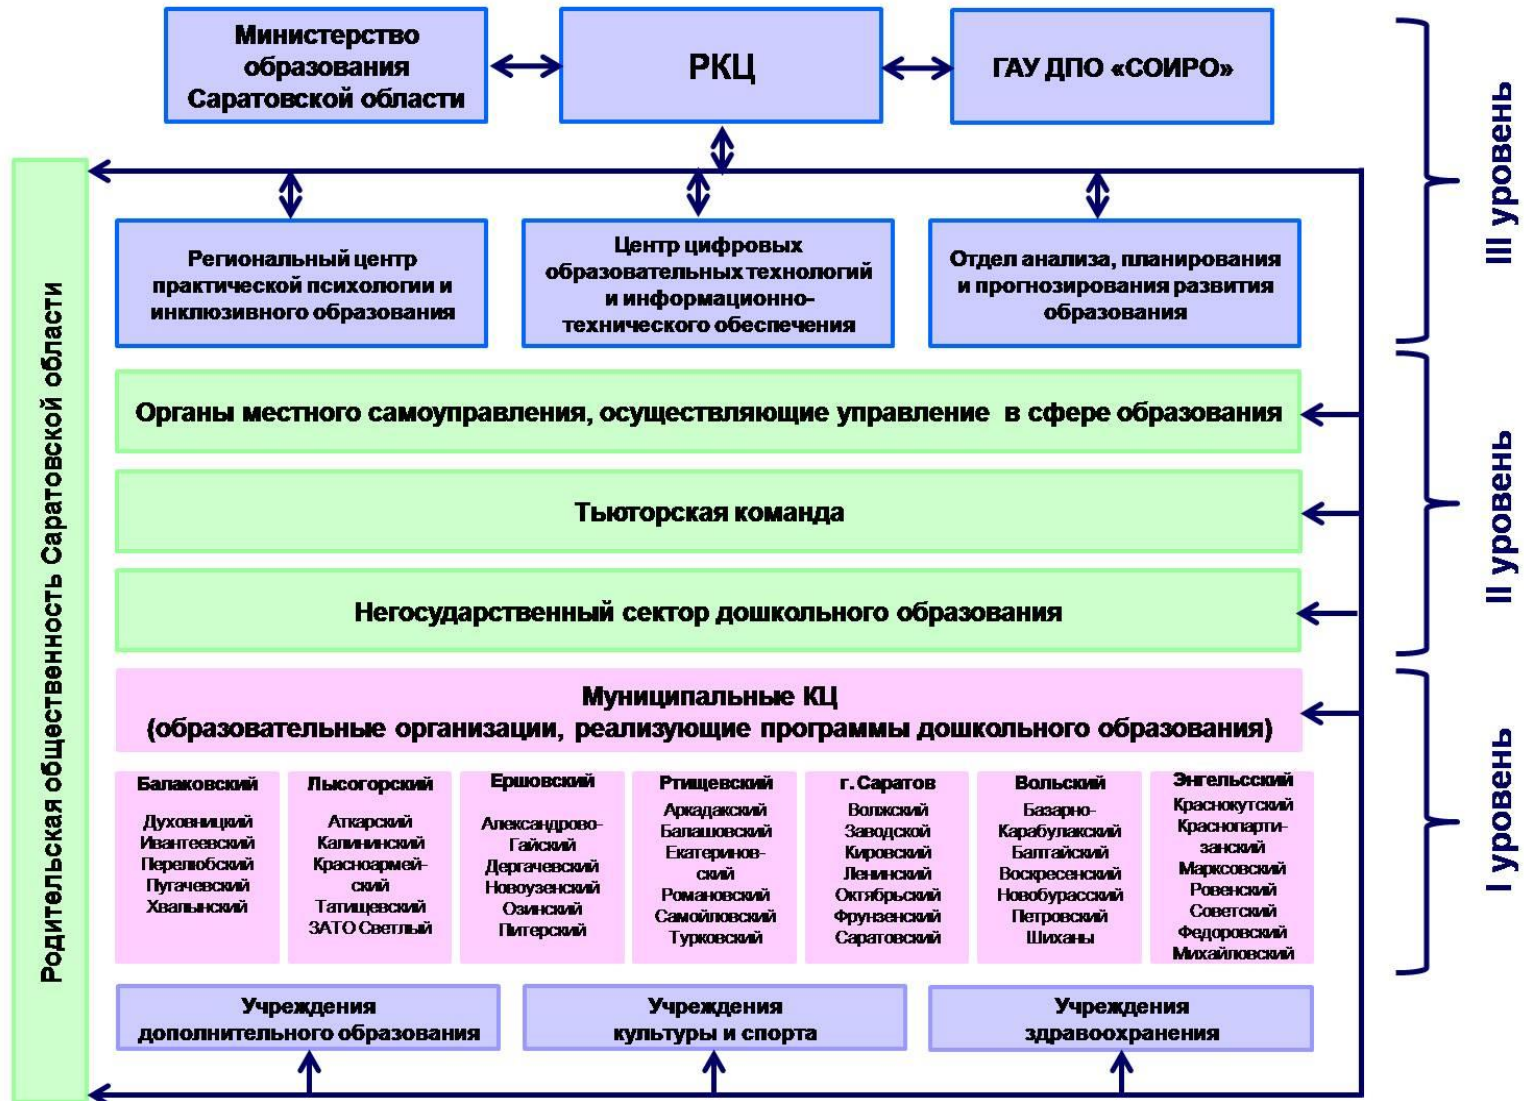 Министерство
образования
Саратовской области
РКЦ
ГАУ ДПО «СОИРО»
III уровень
Родительская общественность Саратовской области
Региональный центр
практической психологии и
инклюзивного образования
Центр цифровых
образовательных технологий
и информационно-
технического обеспечения
Отдел анализа, планирования
и прогнозирования развития
образования
Органы местного самоуправления, осуществляющие управление в сфере образования
Тьюторская команда
Негосударственный сектор дошкольного образования
II уровень
Муниципальные КЦ
(образовательные организации, реализующие программы дошкольного образования)
I уровень
Балаковский
Духовницкий
Ивантеевский
Перелюбский
Пугачевский
Хвалынский
Лысогорский
Аткарский
Калининский
Красноармей-
ский
Татищевский
ЗАТО Светлый
Ершовский
Александрово-
Гайский
Дергачевский
Новоузенский
Озинский
Питерский
Ртищевский
Аркадакский
Балашовский
Екатеринов-
ский
Романовский
Самойловский
Турковский
г. Саратов
Волжский
Заводской
Кировский
Ленинский
Октябрьский
Фрунзенский
Саратовский
Вольский
Базарно-
Карабулакский
Балтайский
Воскресенский
Новобурасский
Петровский
Шиханы
Энгельсский
Краснокутский
Краснопарти-
занский
Марксовский
Ровенский
Советский
Федоровский
Михайловский
Учреждения
дополнительного образования
Учреждения
культуры и спорта
Учреждения
здравоохранения